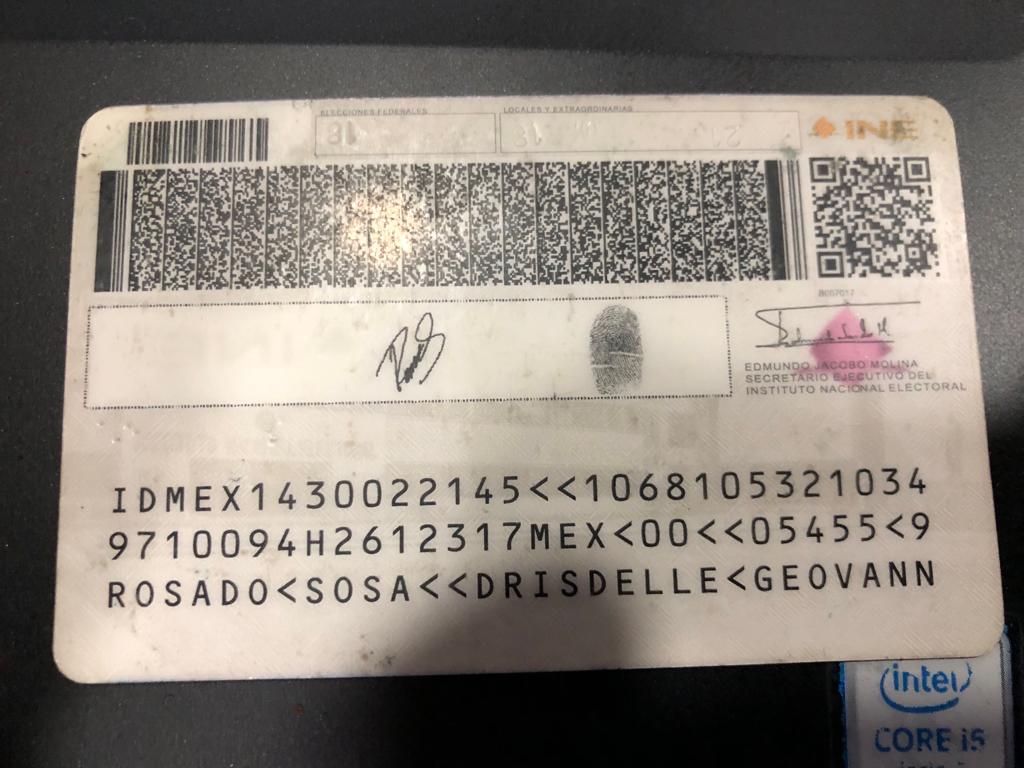 ELECCIONES FEDERALES
LOCALES Y EXTRAORDINARIAS
INE
EDMUNDO JACOBO MOLINA
SECRETARIO EJECUTIVO DEL
INSTITUTO NACIONAL ELECTORAL
IDMEX1430022145<<1068105321034
9710094H2612317MEX<00<<05455<9
ROSADO<SOSA<<DRISDELLE<GEOVANN
intel
CORE i5